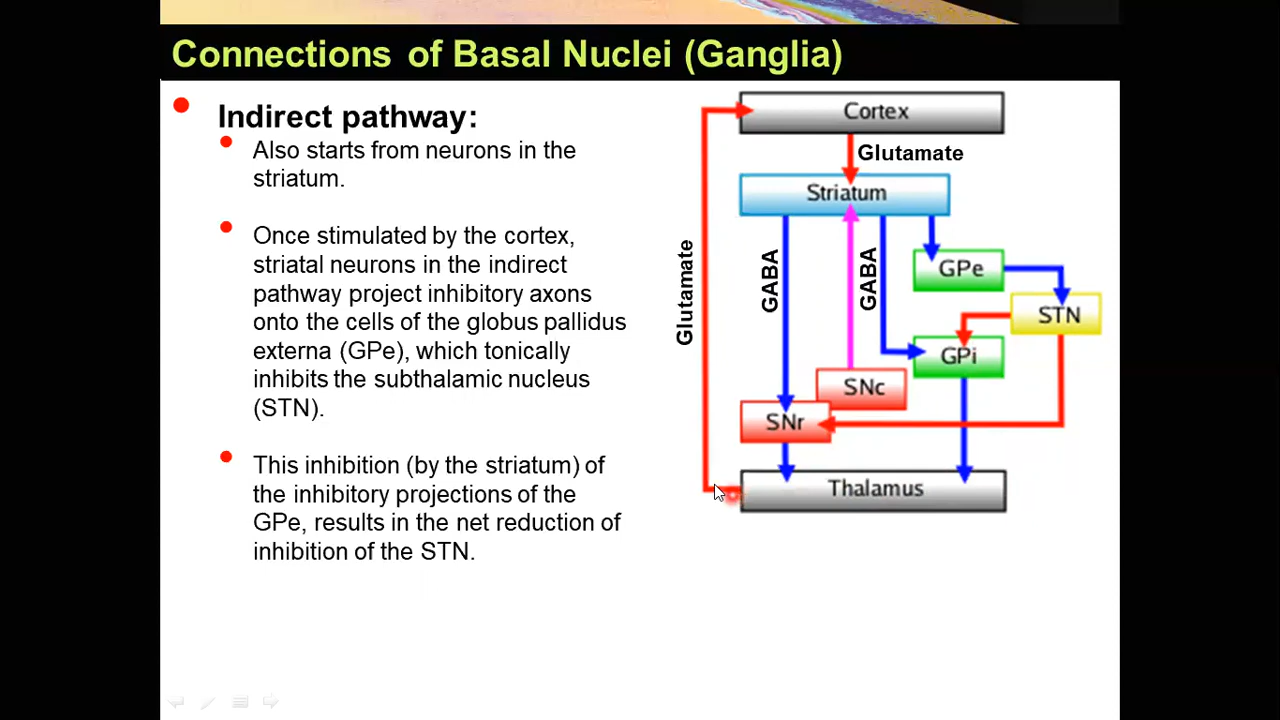 Connections of Basal Nuclei (Ganglia)
Indirect pathway:
Also starts from neurons in the
striatum.
Once stimulated by the cortex,
striatal neurons in the indirect
pathway project inhibitory axons
onto the cells of the globus pallidus
externa (GPe), which tonically
inhibits the subthalamic nucleus
(STN).
This inhibition (by the striatum) of
the inhibitory projections of the
GPe, results in the net reduction of
inhibition of the STN.
Cortex
Glutamate
Striatum
Glutamate
GABA
GABA
GPe
STN
GPi
SNc
SNr
Thalamus